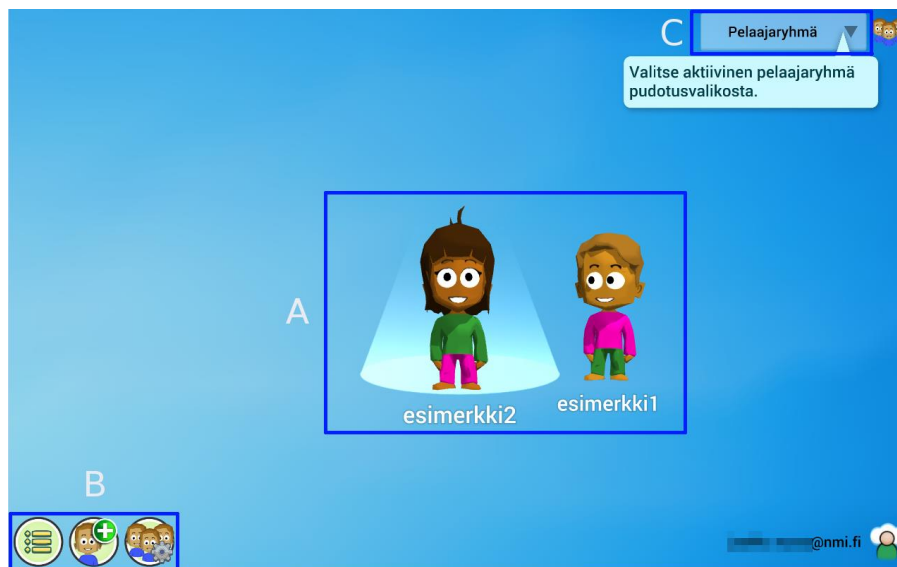 C
Pelaajaryhmä
Valitse aktiivinen pelaajaryhmä
pudotusvalikosta.
A
esimerkki2
esimerkki1
B
@nmi.fi